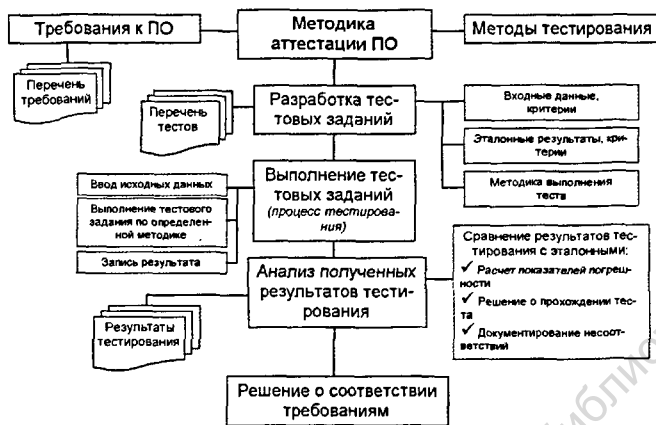 Требования к ПО
Методика
аттестации ПО
Методы тестирования
Перечень
требований
Перечень
тестов
Разработка тес-
товых заданий
Входные данные,
критерии
Эталонные результаты, кри-
терии
Методика выполнения
теста
Ввод исходных данных
Выполнение тестового
задания по определен-
ной методике
Запись результата
Выполнение тес-
товых заданий
(процесс тестирова-
ния)
Сравнение результатов тес-
тирования с эталонными:
✓ Расчет показателей погреш-
ности
✓ Решение о прохождении тес-
та
✓ Документирование несоот-
ветствий
Анализ полученных
результатов тести-
рования
Результаты
тестирования
Решение о соответствии
требованиям